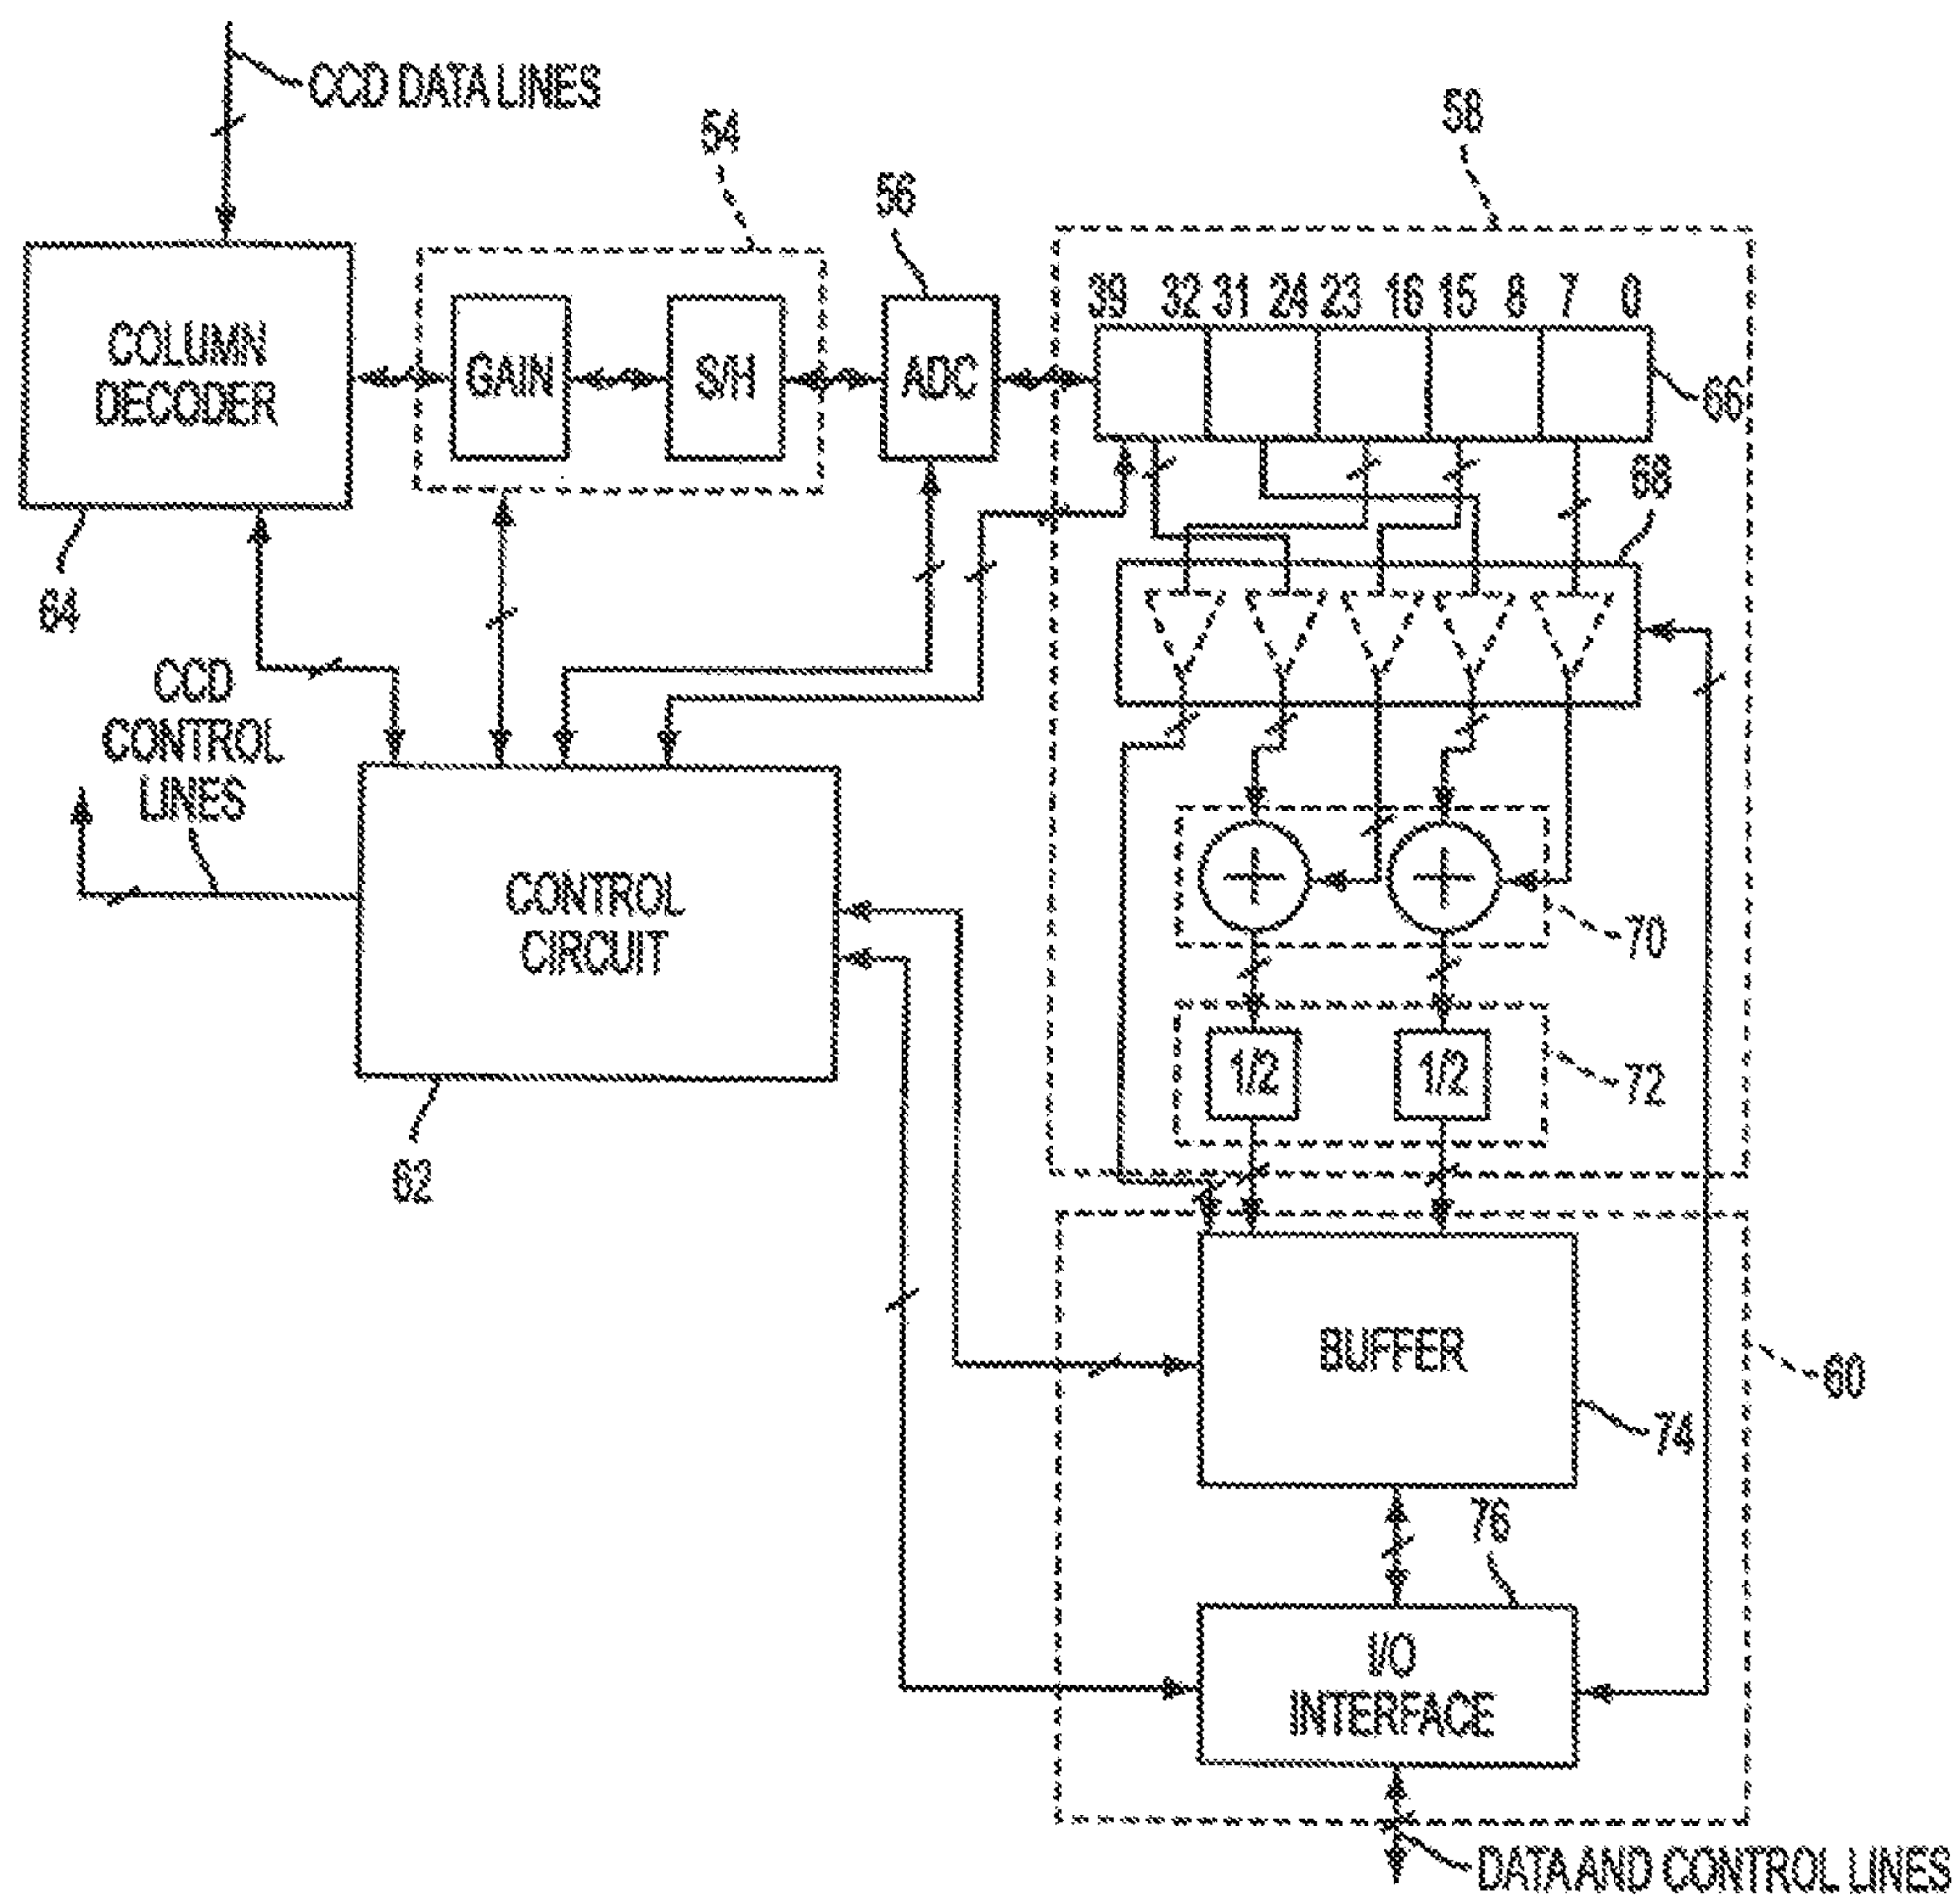 CCD DATA LINES
54
56
58
39 32 31 24 23 16 15 8 7 0
COLUMN
DECODER
GAIN
S/H
ADC
66
68
64
CCD
CONTROL
LINES
CONTROL
CIRCUIT
70
1/2
1/2
72
62
BUFFER
60
74
76
I/O
INTERFACE
DATA AND CONTROL LINES